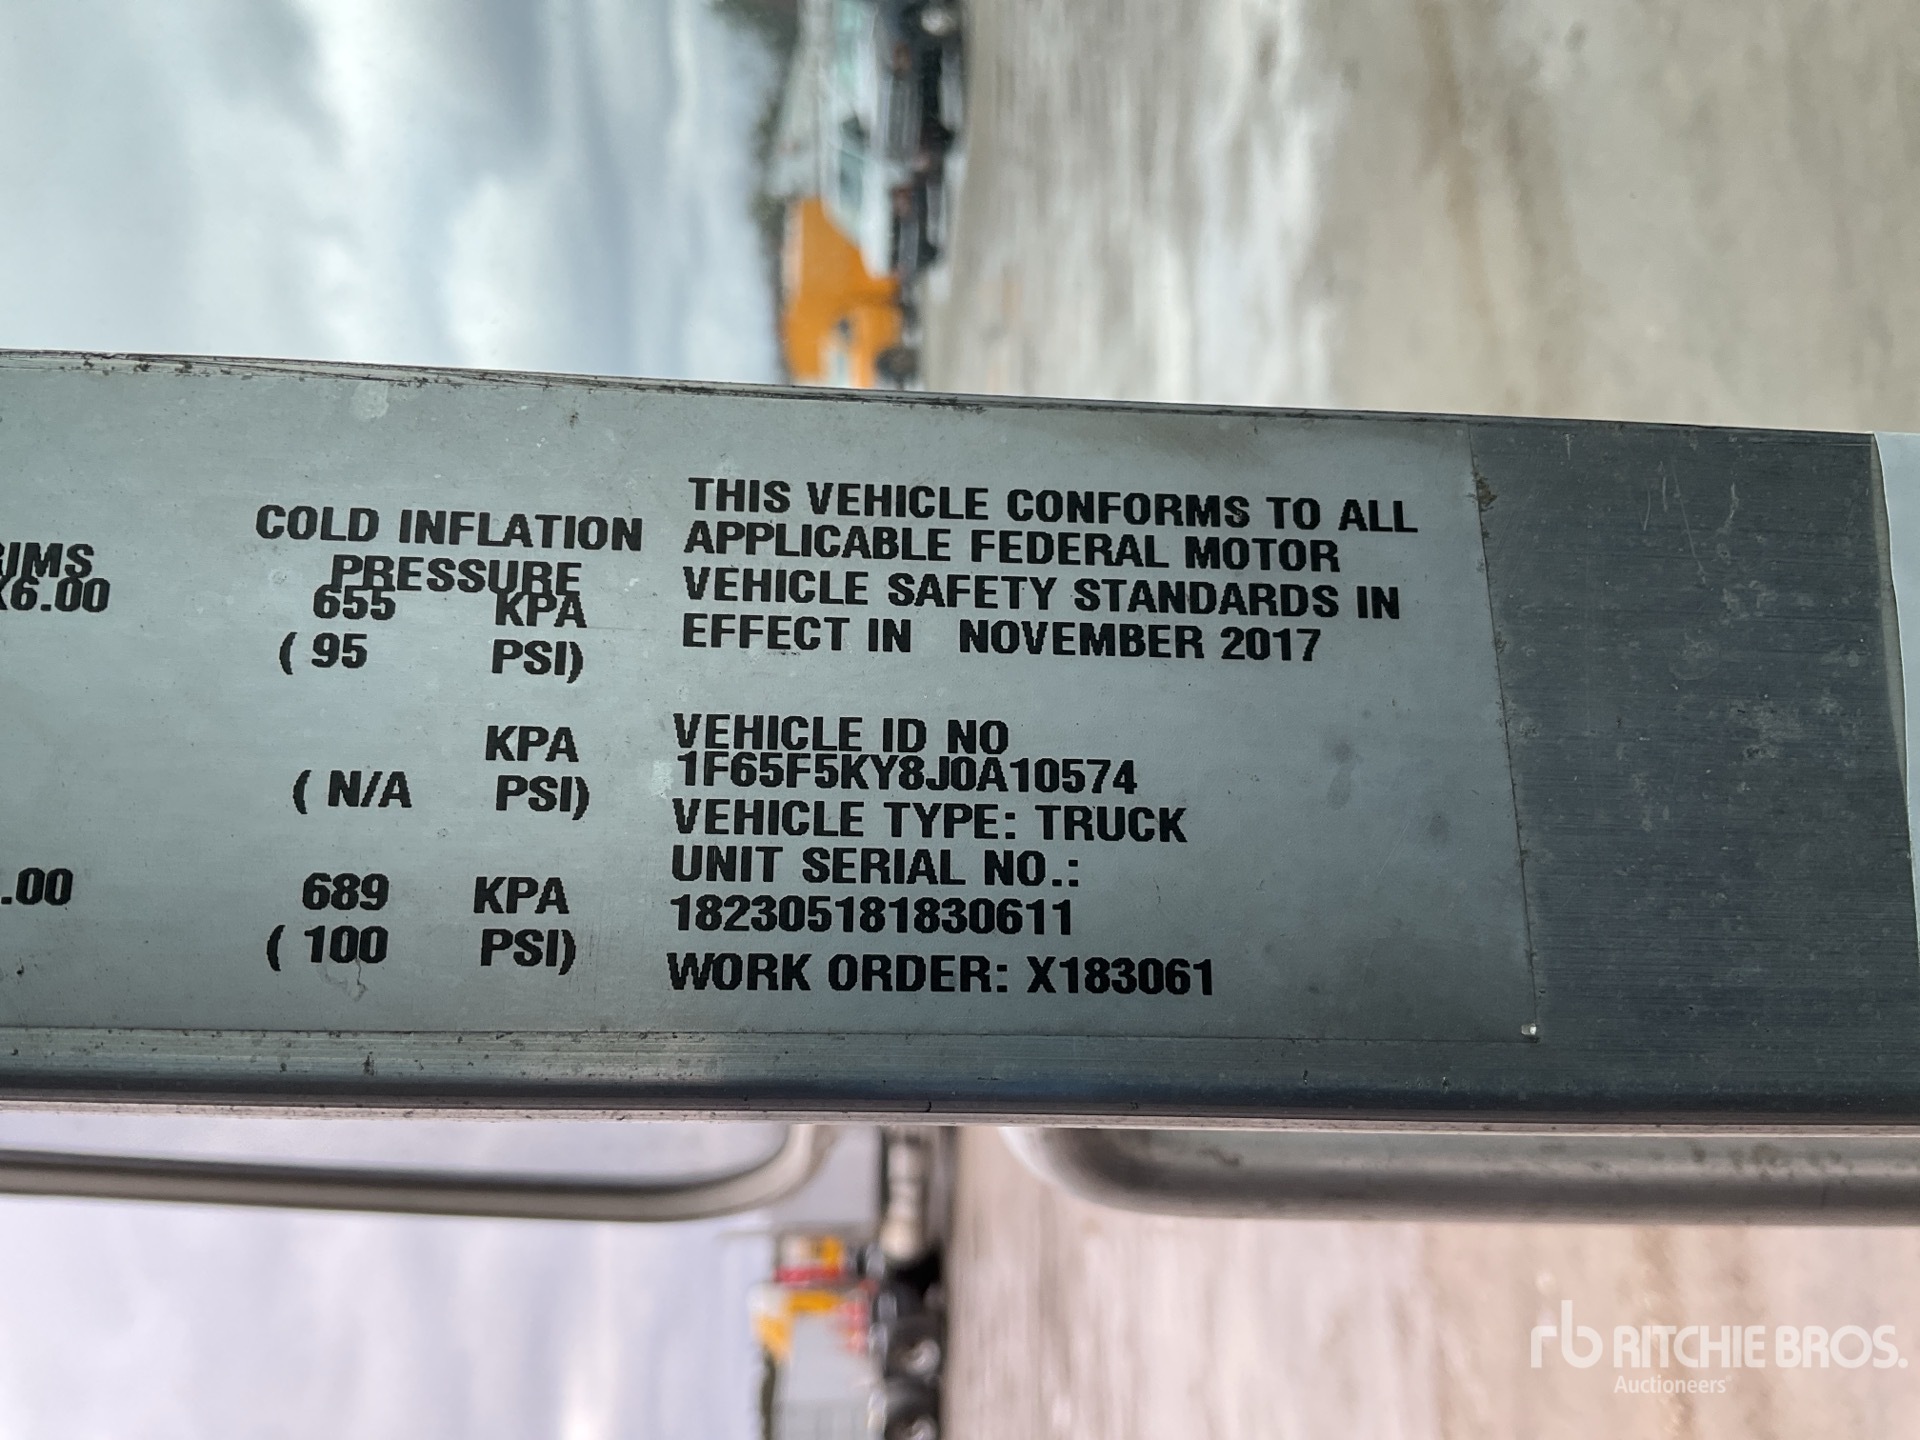 COLD INFLATION
PRESSURE
X6.00
655 KPA
( 95 PSI)
KPA
( N/A PSI)
.00
689 KPA
( 100 PSI)
THIS VEHICLE CONFORMS TO ALL
APPLICABLE FEDERAL MOTOR
VEHICLE SAFETY STANDARDS IN
EFFECT IN NOVEMBER 2017
VEHICLE ID NO
1F65F5KY8J0A10574
VEHICLE TYPE: TRUCK
UNIT SERIAL NO.:
182305181830611
WORK ORDER: X183061
rb RITCHIE BROS.
Auctioneers